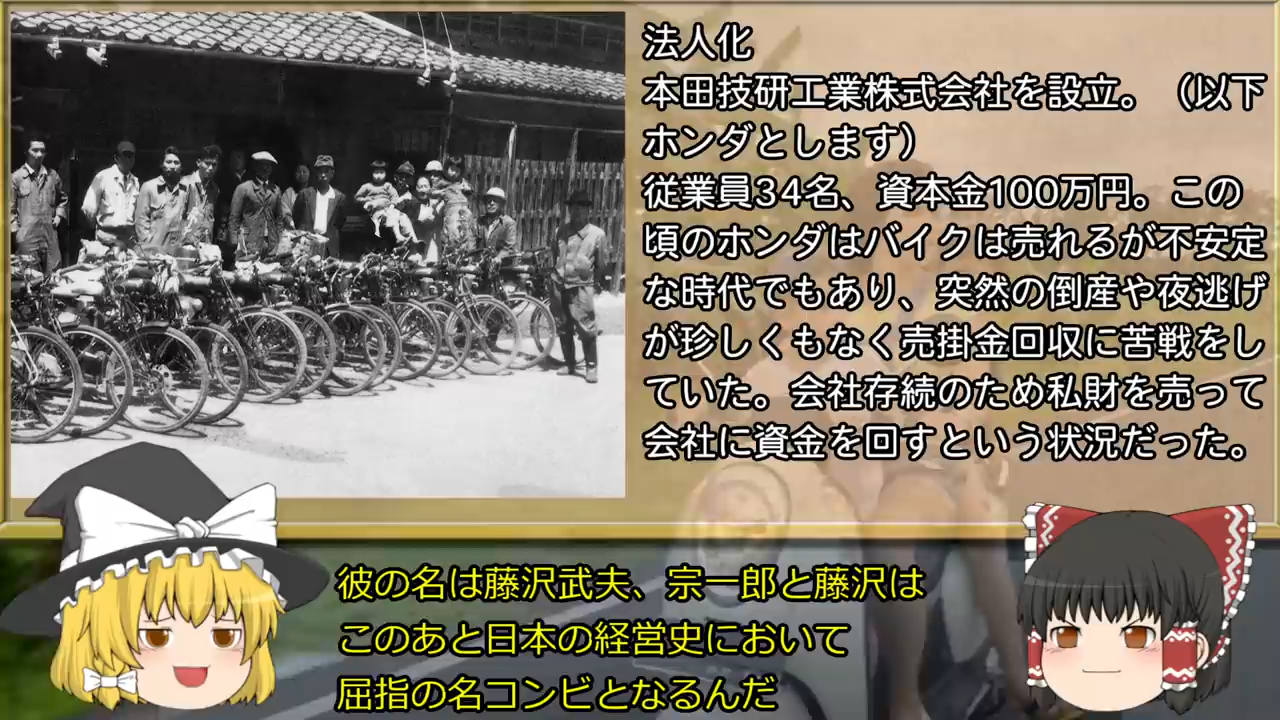 法人化
本田技研工業株式会社を設立。（以下
ホンダとします）
従業員34名、資本金100万円。この
頃のホンダはバイクは売れるが不安定
な時代でもあり、突然の倒産や夜逃げ
が珍しくもなく売掛金回収に苦戦をし
ていた。会社存続のため私財を売って
会社に資金を回すという状況だった。
彼の名は藤沢武夫、宗一郎と藤沢は
このあと日本の経営史において
屈指の名コンビとなるんだ